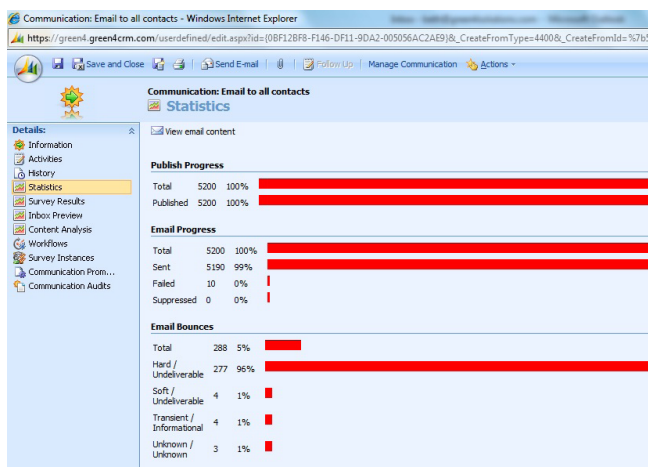 Communication: Email to all contacts - Windows Internet Explorer
https://green4.green4crm.com/userdefined/edit.aspx?id={0BF12BF8-F146-DF11-9DA2-005056AC2AE9}&_CreateFromType=4400&_CreateFromId=%7b5
Save and Close Send E-mail Follow Up Manage Communication Actions
Communication: Email to all contacts
Statistics
Details:
View email content
Information
Activities
History
Statistics
Survey Results
Inbox Preview
Content Analysis
Workflows
Survey Instances
Communication Prom...
Communication Audits
Publish Progress
Total 5200 100%
Published 5200 100%
Email Progress
Total 5200 100%
Sent 5190 99%
Failed 10 0%
Suppressed 0 0%
Email Bounces
Total 288 5%
Hard /
Undeliverable 277 96%
Soft /
Undeliverable 4 1%
Transient /
Informational 4 1%
Unknown /
Unknown 3 1%